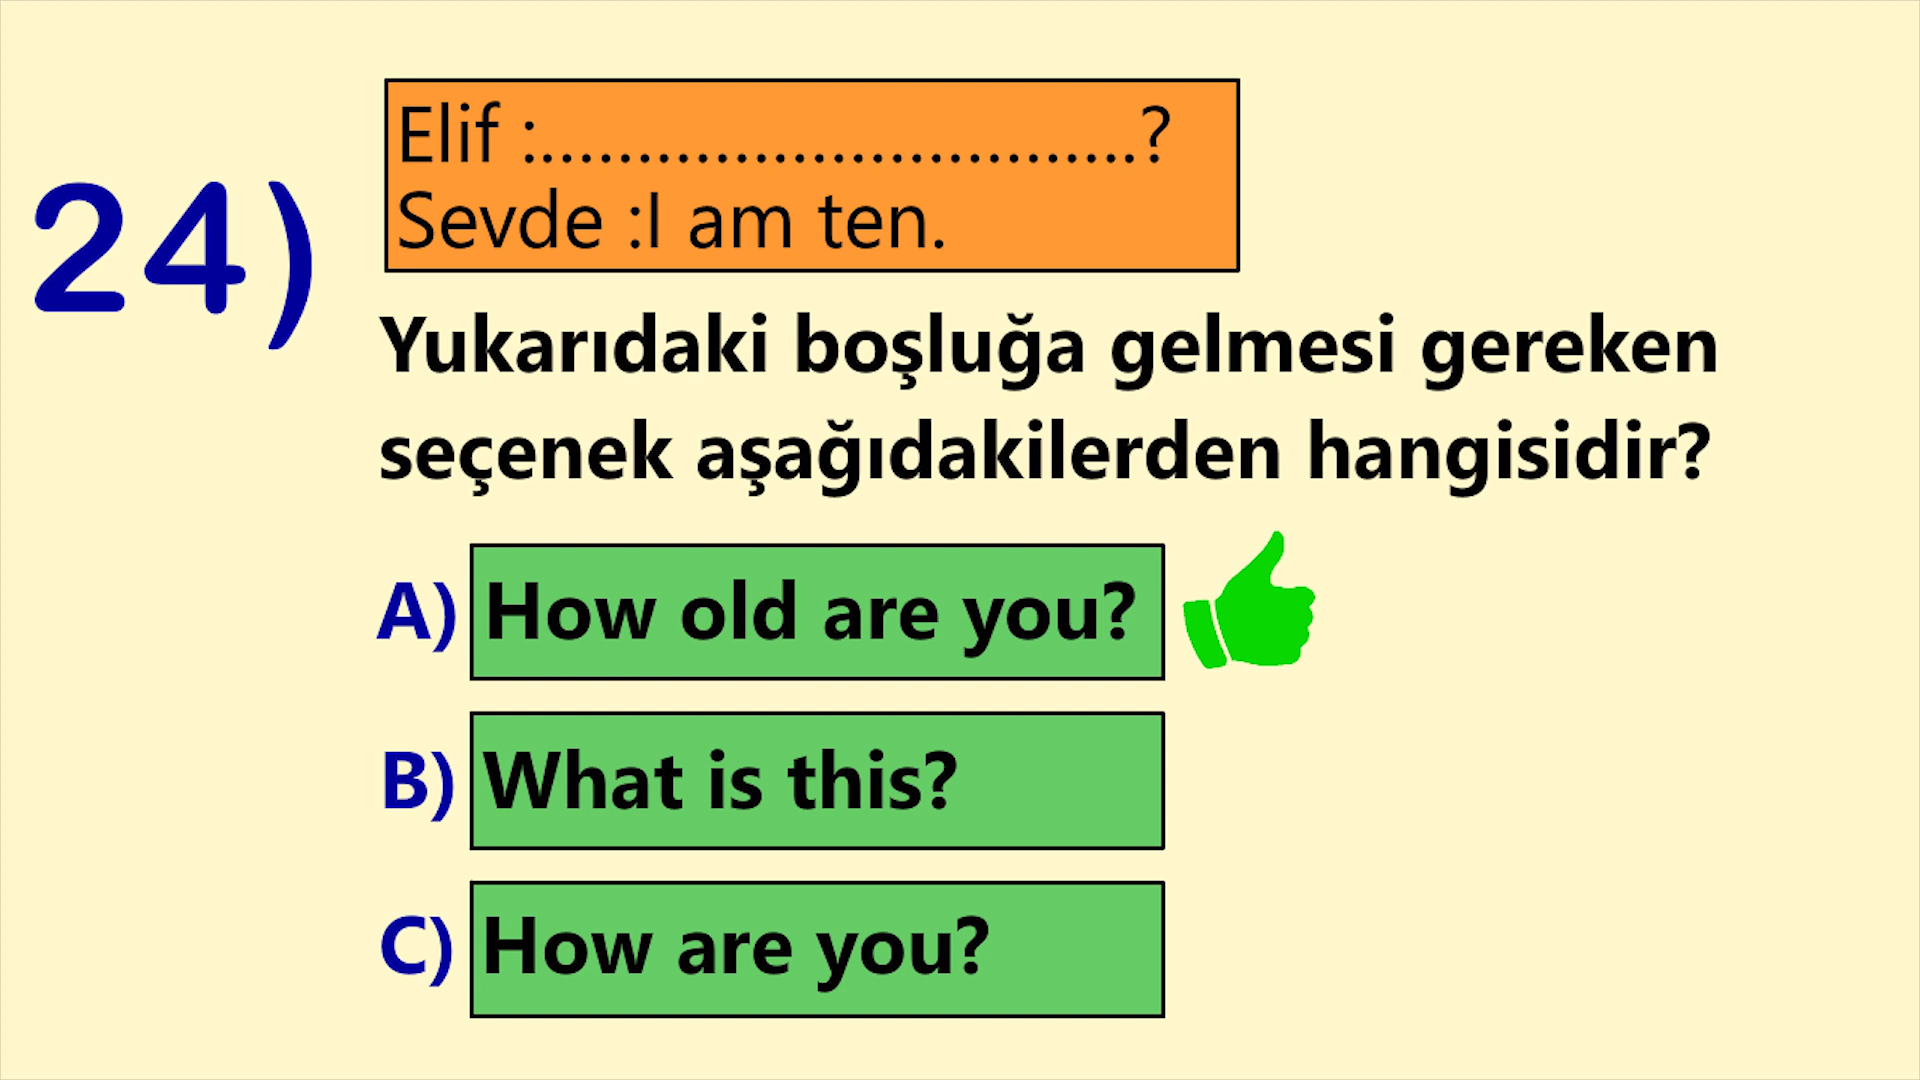 24)
Elif :...............................?
Sevde :I am ten.
Yukarıdaki boşluğa gelmesi gereken
seçenek aşağıdakilerden hangisidir?
A) How old are you?
B) What is this?
C) How are you?